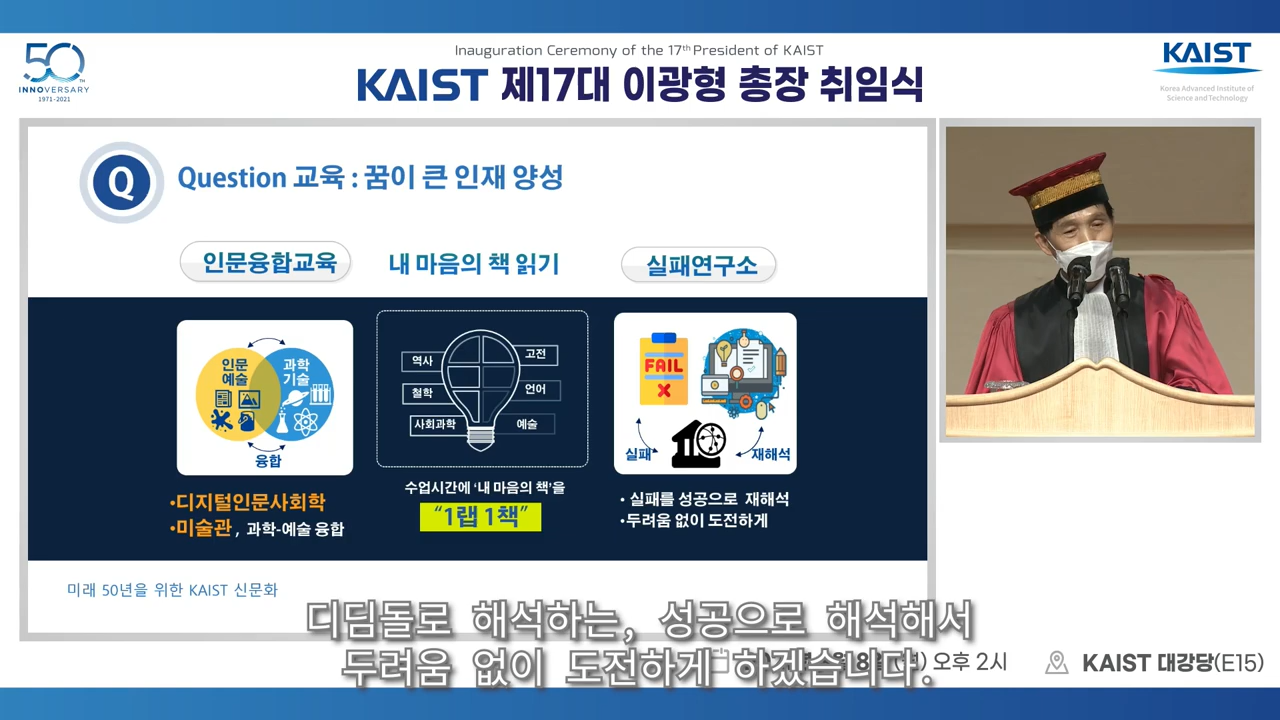 50TH
INNOVERSARY
1971-2021
Inauguration Ceremony of the 17th President of KAIST
KAIST 제17대 이광형 총장 취임식
KAIST
Korea Advanced Institute of
Science and Technology
Q
Question 교육 : 꿈이 큰 인재 양성
인문융합교육
내 마음의 책 읽기
실패연구소
인문
예술
과학
기술
융합
역사
고전
철학
언어
사회과학
예술
FAIL
실패
재해석
•디지털인문사회학
•미술관 , 과학-예술 융합
수업시간에 ‘내 마음의 책’을
“1랩 1책”
• 실패를 성공으로 재해석
•두려움 없이 도전하게
미래 50년을 위한 KAIST 신문화
디딤돌로 해석하는, 성공으로 해석해서
두려움 없이 도전하게 하겠습니다.
오후 2시
KAIST 대강당(E15)